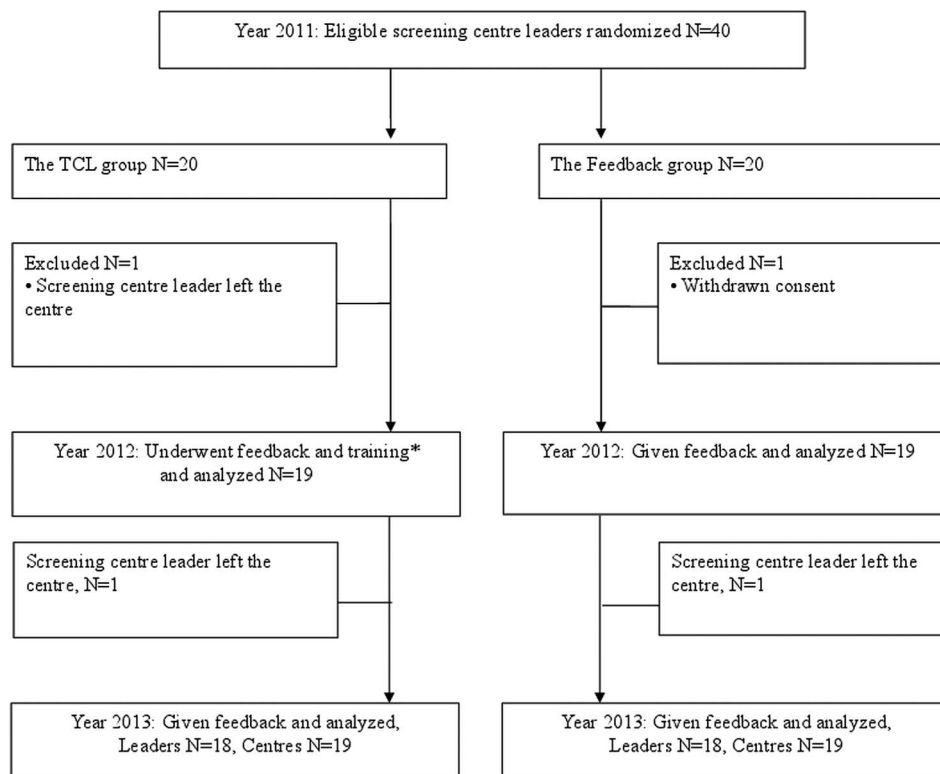 Year 2011: Eligible screening centre leaders randomized N=40
The TCL group N=20
The Feedback group N=20
Excluded N=1
• Screening centre leader left the
centre
Excluded N=1
• Withdrawn consent
Year 2012: Underwent feedback and training*
and analyzed N=19
Year 2012: Given feedback and analyzed N=19
Screening centre leader left the
centre, N=1
Screening centre leader left the
centre, N=1
Year 2013: Given feedback and analyzed,
Leaders N=18, Centres N=19
Year 2013: Given feedback and analyzed,
Leaders N=18, Centres N=19